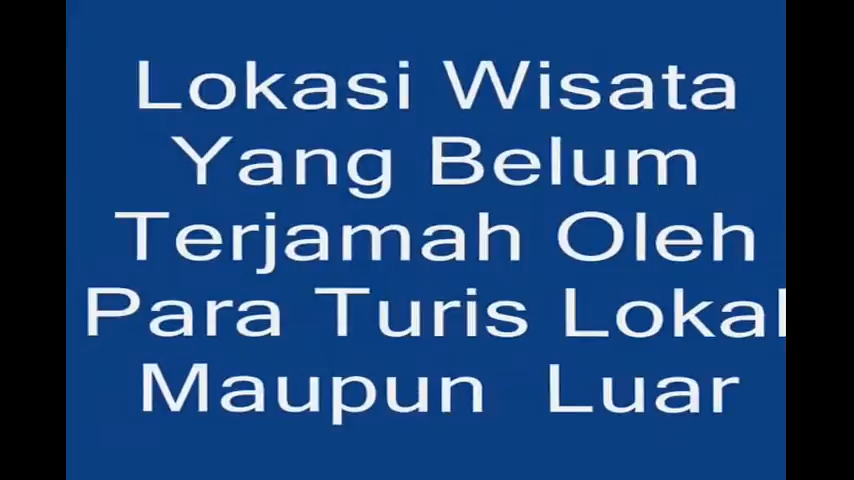 Lokasi Wisata
Yang Belum
Terjamah Oleh
Para Turis Lokal
Maupun Luar